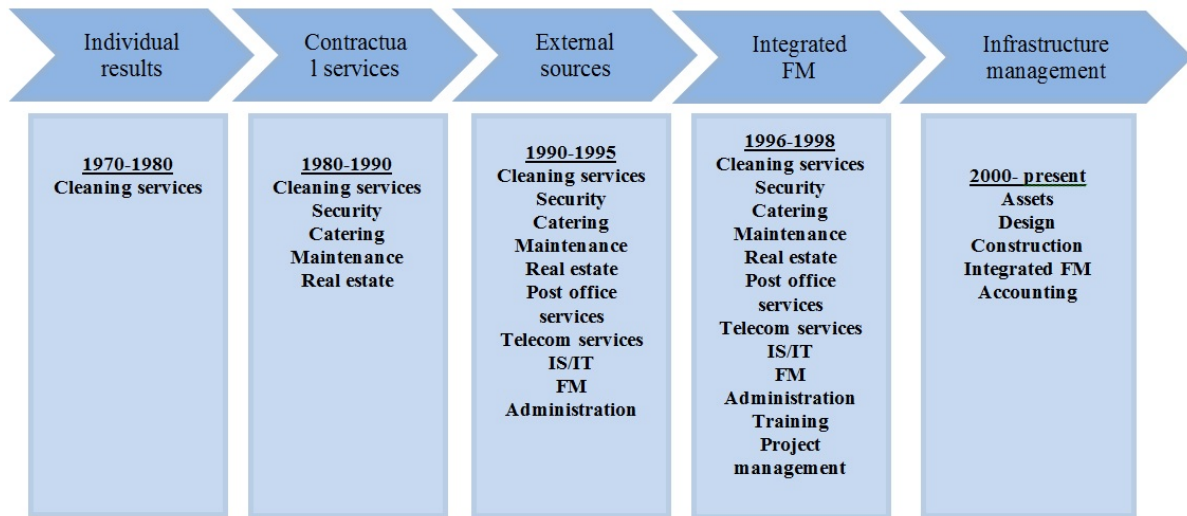 Individual
results
Contractua
l services
External
sources
Integrated
FM
Infrastructure
management
1970-1980
Cleaning services
1980-1990
Cleaning services
Security
Catering
Maintenance
Real estate
1990-1995
Cleaning services
Security
Catering
Maintenance
Real estate
Post office
services
Telecom services
IS/IT
FM
Administration
1996-1998
Cleaning services
Security
Catering
Maintenance
Real estate
Post office
services
Telecom services
IS/IT
FM
Administration
Training
Project
management
2000- present
Assets
Design
Construction
Integrated FM
Accounting